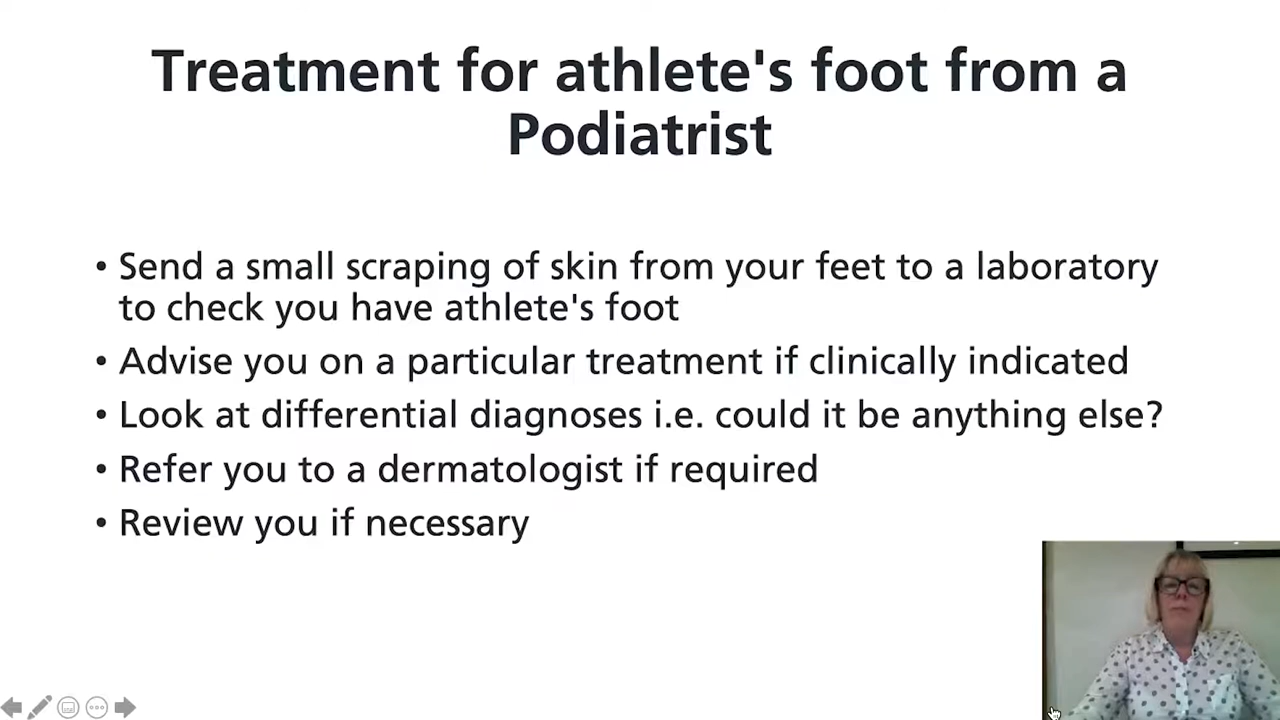 Treatment for athlete's foot from a
Podiatrist
• Send a small scraping of skin from your feet to a laboratory
to check you have athlete's foot
• Advise you on a particular treatment if clinically indicated
• Look at differential diagnoses i.e. could it be anything else?
• Refer you to a dermatologist if required
• Review you if necessary